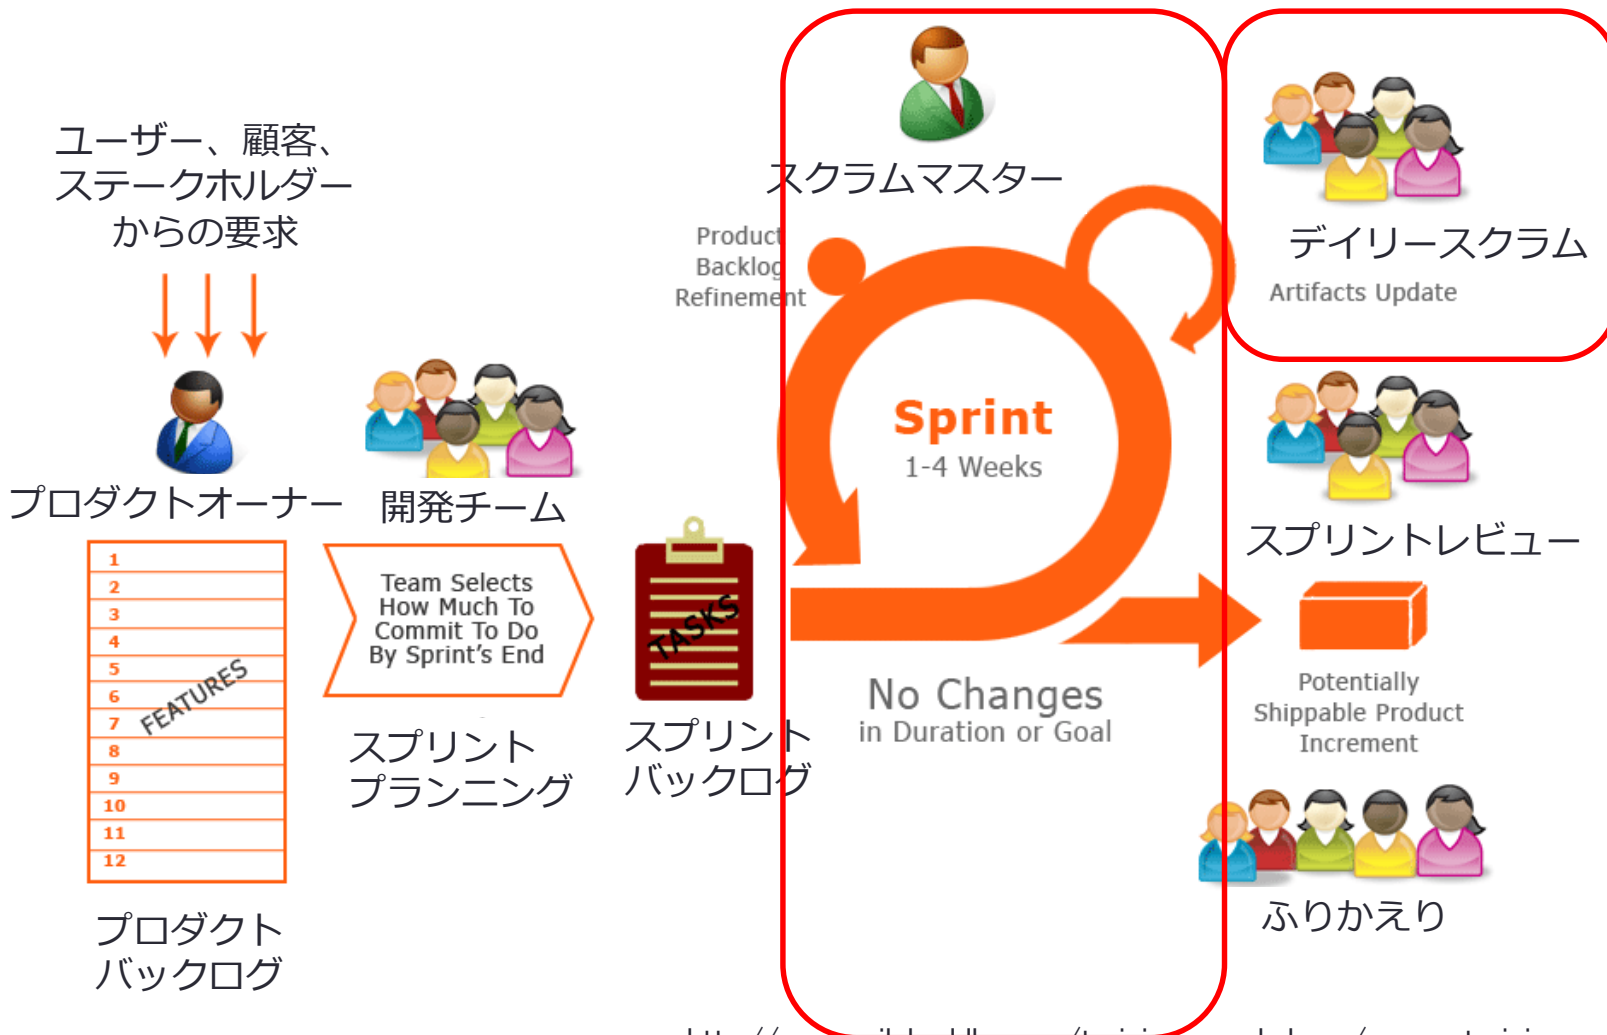 ユーザー、顧客、
ステークホルダー
からの要求
プロダクトオーナー
1
2
3
4
5
6
7
8
9
10
11
12
FEATURES
プロダクト
バックログ
開発チーム
Team Selects
How Much To
Commit To Do
By Sprint's End
スプリント
プランニング
TASKS
スプリント
バックログ
スクラムマスター
Product
Backlog
Refinement
Sprint
1-4 Weeks
No Changes
in Duration or Goal
デイリースクラム
Artifacts Update
スプリントレビュー
Potentially
Shippable Product
Increment
ふりかえり